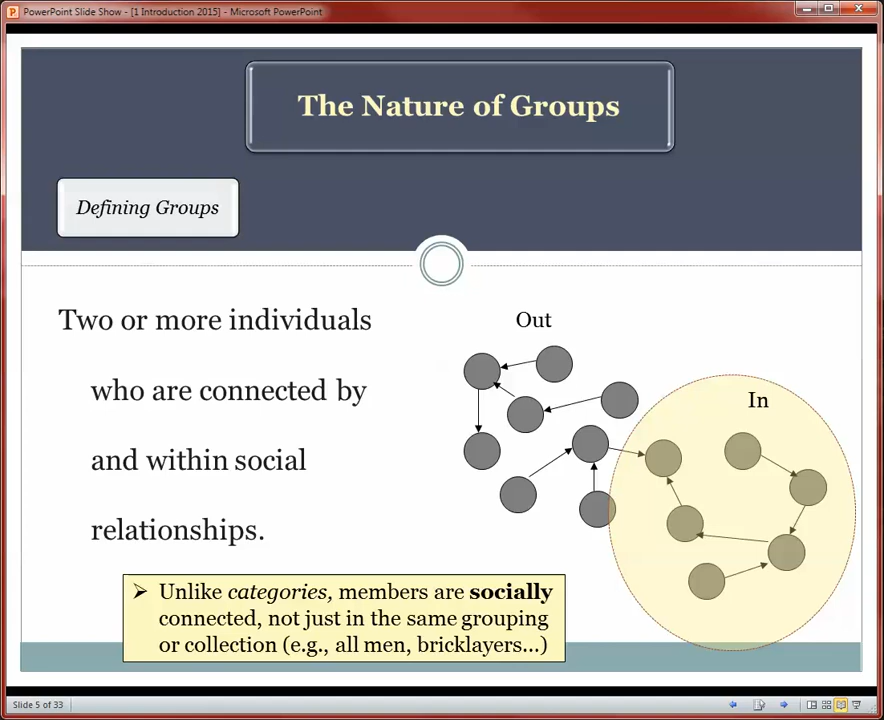 PowerPoint Slide Show - [1 Introduction 2015] - Microsoft PowerPoint
The Nature of Groups
Defining Groups
Two or more individuals
who are connected by
and within social
relationships.
Out
In
Unlike categories, members are socially
connected, not just in the same grouping
or collection (e.g., all men, bricklayers...)
Slide 5 of 33